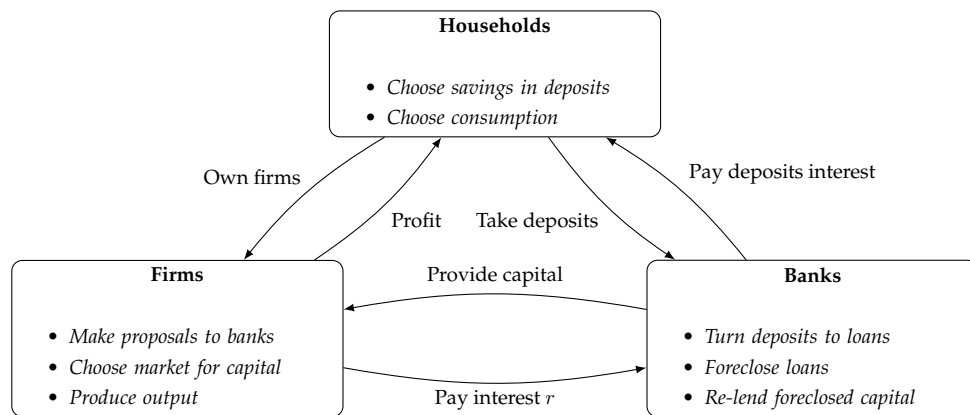 Households
• Choose savings in deposits
• Choose consumption
Own firms
Profit
Take deposits
Pay deposits interest
Firms
• Make proposals to banks
• Choose market for capital
• Produce output
Provide capital
Pay interest r
Banks
• Turn deposits to loans
• Foreclose loans
• Re-lend foreclosed capital